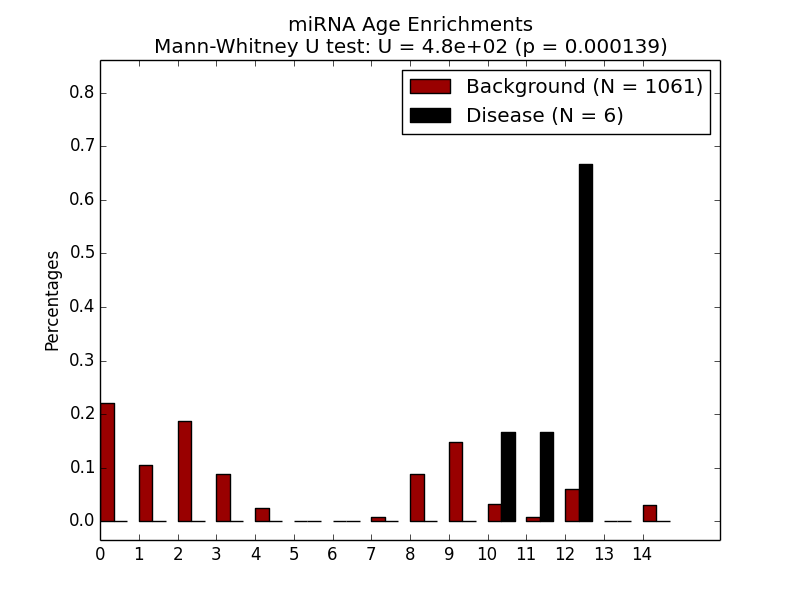 miRNA Age Enrichments
Mann-Whitney U test: U = 4.8e+02 (p = 0.000139)
Background (N = 1061)
Disease (N = 6)
Percentages
0.8
0.7
0.6
0.5
0.4
0.3
0.2
0.1
0.0
0 1 2 3 4 5 6 7 8 9 10 11 12 13 14